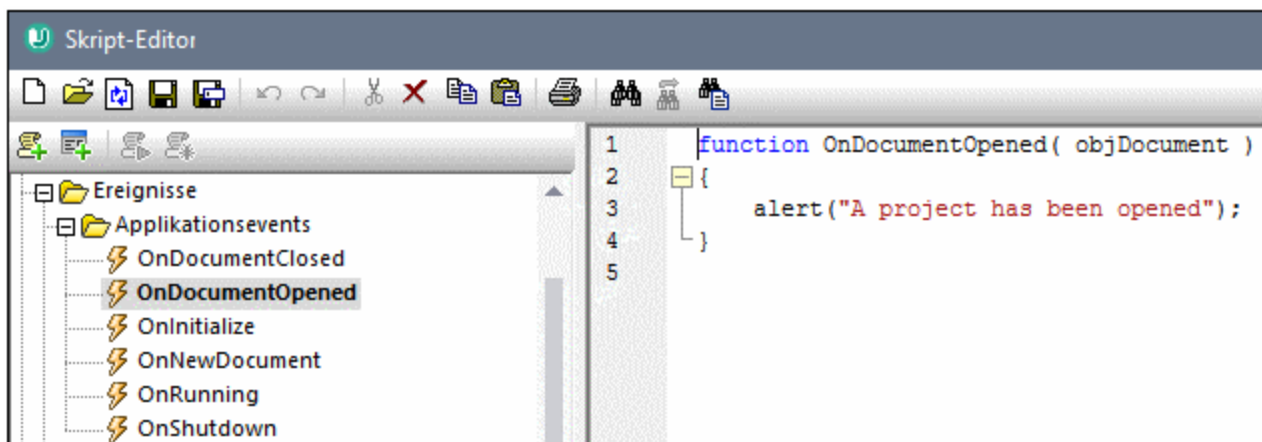 Skript-Editor
Ereignisse
Applikationsevents
OnDocumentClosed
OnDocumentOpened
OnInitialize
OnNewDocument
OnRunning
OnShutdown
1 function OnDocumentOpened( objDocument )
2 {
3 alert("A project has been opened");
4 }
5